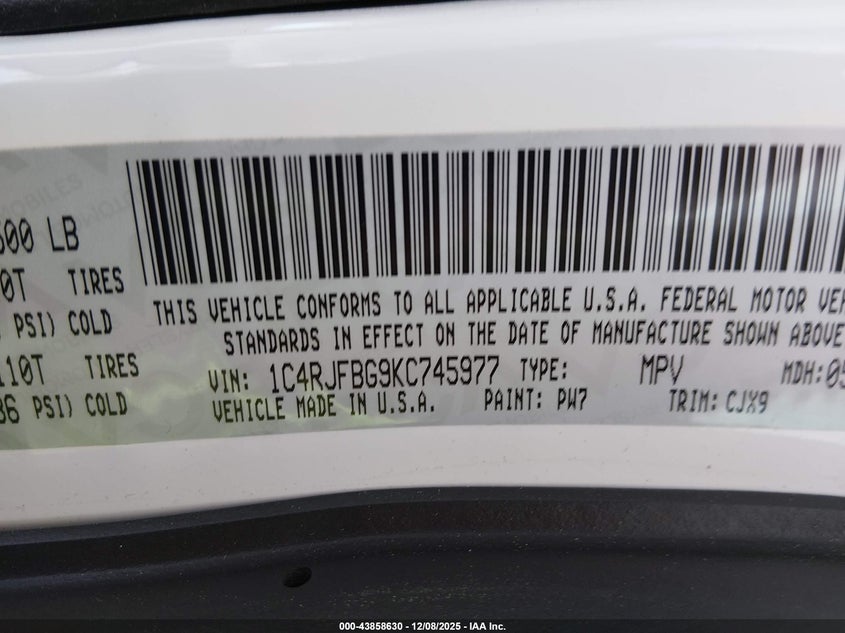 500 LB
0T TIRES
PSI) COLD
110T TIRES
36 PSI) COLD
THIS VEHICLE CONFORMS TO ALL APPLICABLE U.S.A. FEDERAL MOTOR VEH
STANDARDS IN EFFECT ON THE DATE OF MANUFACTURE SHOWN ABOVE
VIN: 1C4RJFBG9KC745977 TYPE: MPV MDH:05
VEHICLE MADE IN U.S.A. PAINT: PW7 TRIM: CJX9
000-43858630 - 12/08/2025 - IAA Inc.